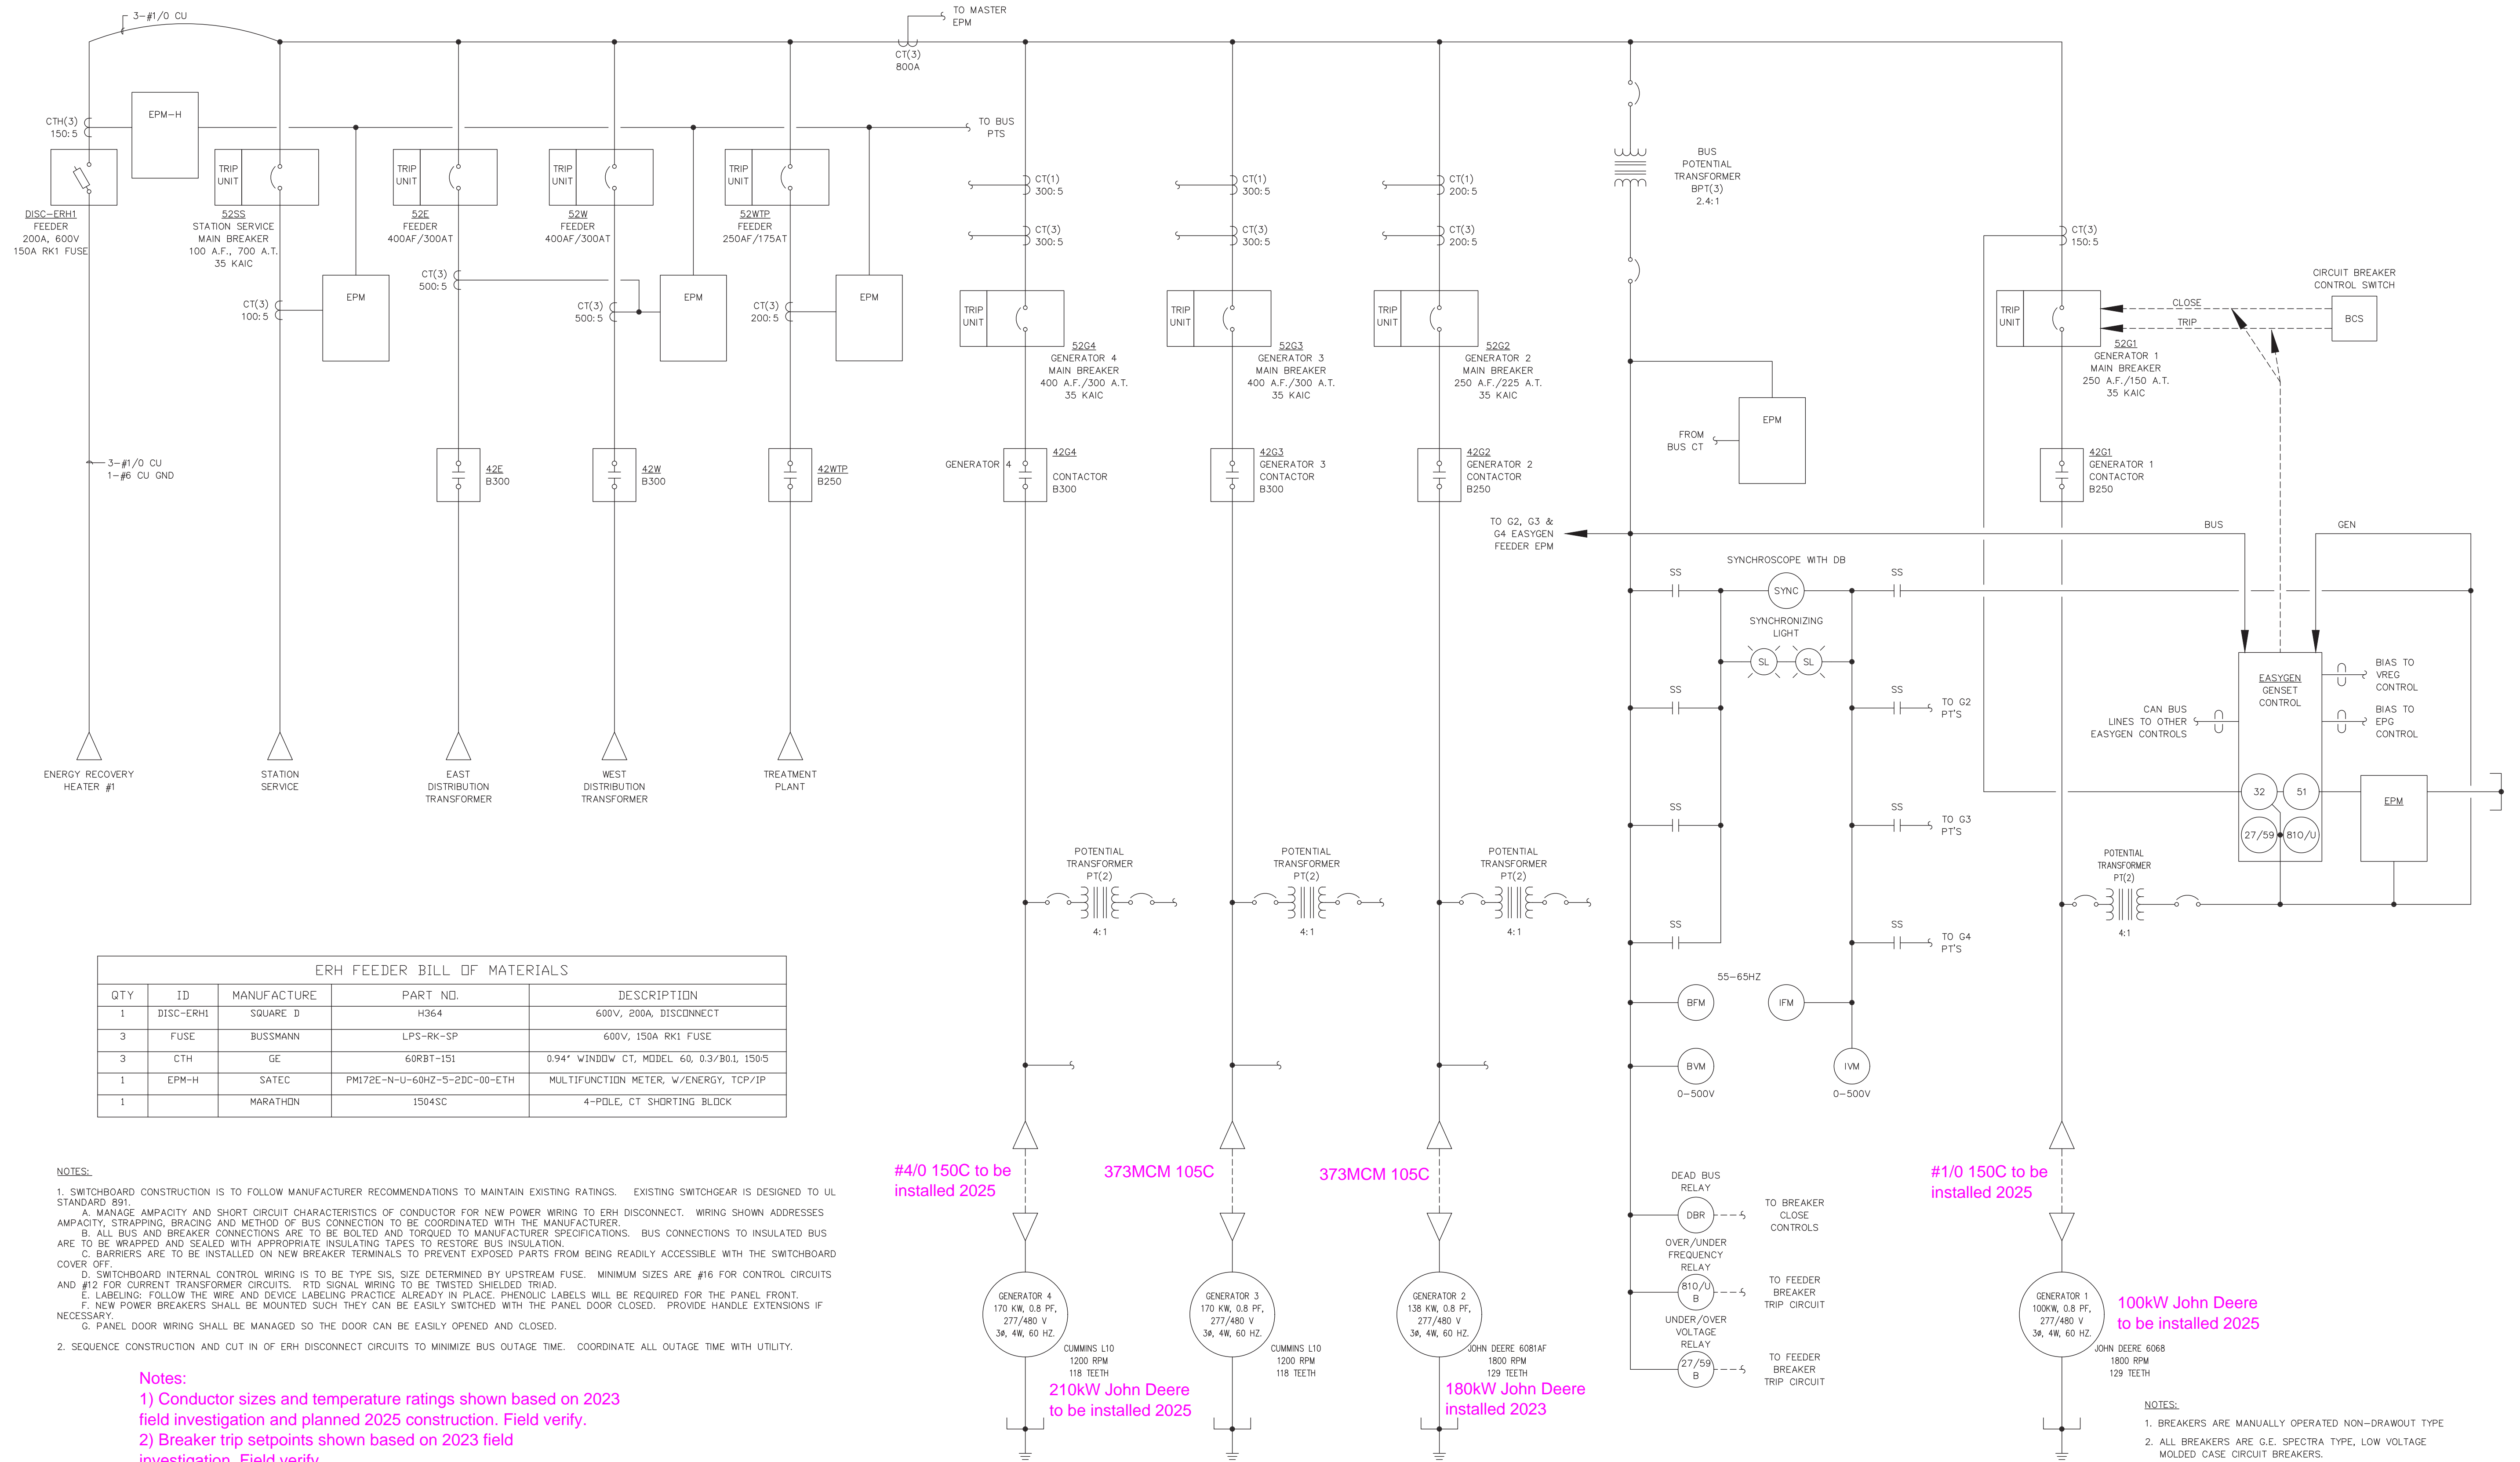 3-#1/0 CU
TO MASTER
EPM
CT(3)
800A
CTH(3)
150:5
EPM-H
TO BUS
PTS
TRIP
UNIT
TRIP
UNIT
TRIP
UNIT
TRIP
UNIT
DISC-ERH1
FEEDER
200A, 600V
150A RK1 FUSE
52SS
STATION SERVICE
MAIN BREAKER
100 A.F., 700 A.T.
35 KAIC
52E
FEEDER
400AF/300AT
52W
FEEDER
400AF/300AT
52WTP
FEEDER
250AF/175AT
CT(3)
100:5
EPM
CT(3)
500:5
CT(3)
500:5
EPM
CT(3)
200:5
EPM
3-#1/0 CU
1-#6 CU GND
42E
B300
42W
B300
42WTP
B250
ENERGY RECOVERY
HEATER #1
STATION
SERVICE
EAST
DISTRIBUTION
TRANSFORMER
WEST
DISTRIBUTION
TRANSFORMER
TREATMENT
PLANT
CT(1)
300:5
CT(3)
300:5
TRIP
UNIT
52G4
GENERATOR 4
MAIN BREAKER
400 A.F./300 A.T.
35 KAIC
GENERATOR 4
42G4
CONTACTOR
B300
CT(1)
300:5
CT(3)
300:5
TRIP
UNIT
52G3
GENERATOR 3
MAIN BREAKER
400 A.F./300 A.T.
35 KAIC
42G3
GENERATOR 3
CONTACTOR
B300
CT(1)
200:5
CT(3)
200:5
TRIP
UNIT
52G2
GENERATOR 2
MAIN BREAKER
250 A.F./225 A.T.
35 KAIC
42G2
GENERATOR 2
CONTACTOR
B250
BUS
POTENTIAL
TRANSFORMER
BPT(3)
2.4:1
EPM
FROM
BUS CT
TO G2, G3 &
G4 EASYGEN
FEEDER EPM
CT(3)
150:5
TRIP
UNIT
CLOSE
TRIP
CIRCUIT BREAKER
CONTROL SWITCH
BCS
52G1
GENERATOR 1
MAIN BREAKER
250 A.F./150 A.T.
35 KAIC
42G1
GENERATOR 1
CONTACTOR
B250
BUS
GEN
SYNCHROSCOPE WITH DB
SS
SYNC
SS
SYNCHRONIZING
LIGHT
SL
SL
SS
SS
TO G2
PT'S
SS
SS
TO G3
PT'S
SS
SS
TO G4
PT'S
EASYGEN
GENSET
CONTROL
BIAS TO
VREG
CONTROL
BIAS TO
EPG
CONTROL
CAN BUS
LINES TO OTHER
EASYGEN CONTROLS
32
51
27/59
810/U
EPM
POTENTIAL
TRANSFORMER
PT(2)
4:1
POTENTIAL
TRANSFORMER
PT(2)
4:1
POTENTIAL
TRANSFORMER
PT(2)
4:1
POTENTIAL
TRANSFORMER
PT(2)
4:1
55-65HZ
BFM
IFM
BVM
0-500V
IVM
0-500V
DEAD BUS
RELAY
DBR
TO BREAKER
CLOSE
CONTROLS
OVER/UNDER
FREQUENCY
RELAY
810/U
B
TO FEEDER
BREAKER
TRIP CIRCUIT
UNDER/OVER
VOLTAGE
RELAY
27/59
B
TO FEEDER
BREAKER
TRIP CIRCUIT
ERH FEEDER BILL OF MATERIALS
QTY ID MANUFACTURE PART NO. DESCRIPTION
1 DISC-ERH1 SQUARE D H364 600V, 200A, DISCONNECT
3 FUSE BUSSMANN LPS-RK-SP 600V, 150A RK1 FUSE
3 CTH GE 60RBT-151 0.94" WINDOW CT, MODEL 60, 0.3/B0.1, 150:5
1 EPM-H SATEC PM172E-N-U-60HZ-5-2DC-00-ETH MULTIFUNCTION METER, W/ENERGY, TCP/IP
1 MARATHON 1504SC 4-POLE, CT SHORTING BLOCK
NOTES:
1. SWITCHBOARD CONSTRUCTION IS TO FOLLOW MANUFACTURER RECOMMENDATIONS TO MAINTAIN EXISTING RATINGS. EXISTING SWITCHGEAR IS DESIGNED TO UL
STANDARD 891.
A. MANAGE AMPACITY AND SHORT CIRCUIT CHARACTERISTICS OF CONDUCTOR FOR NEW POWER WIRING TO ERH DISCONNECT. WIRING SHOWN ADDRESSES
AMPACITY, STRAPPING, BRACING AND METHOD OF BUS CONNECTION TO BE COORDINATED WITH THE MANUFACTURER.
B. ALL BUS AND BREAKER CONNECTIONS ARE TO BE BOLTED AND TORQUED TO MANUFACTURER SPECIFICATIONS. BUS CONNECTIONS TO INSULATED BUS
ARE TO BE WRAPPED AND SEALED WITH APPROPRIATE INSULATING TAPES TO RESTORE BUS INSULATION.
C. BARRIERS ARE TO BE INSTALLED ON NEW BREAKER TERMINALS TO PREVENT EXPOSED PARTS FROM BEING READILY ACCESSIBLE WITH THE SWITCHBOARD
COVER OFF.
D. SWITCHBOARD INTERNAL CONTROL WIRING IS TO BE TYPE SIS, SIZE DETERMINED BY UPSTREAM FUSE. MINIMUM SIZES ARE #16 FOR CONTROL CIRCUITS
AND #12 FOR CURRENT TRANSFORMER CIRCUITS. RTD SIGNAL WIRING TO BE TWISTED SHIELDED TRIAD.
E. LABELING: FOLLOW THE WIRE AND DEVICE LABELING PRACTICE ALREADY IN PLACE. PHENOLIC LABELS WILL BE REQUIRED FOR THE PANEL FRONT.
F. NEW POWER BREAKERS SHALL BE MOUNTED SUCH THEY CAN BE EASILY SWITCHED WITH THE PANEL DOOR CLOSED. PROVIDE HANDLE EXTENSIONS IF
NECESSARY.
G. PANEL DOOR WIRING SHALL BE MANAGED SO THE DOOR CAN BE EASILY OPENED AND CLOSED.
2. SEQUENCE CONSTRUCTION AND CUT IN OF ERH DISCONNECT CIRCUITS TO MINIMIZE BUS OUTAGE TIME. COORDINATE ALL OUTAGE TIME WITH UTILITY.
Notes:
1) Conductor sizes and temperature ratings shown based on 2023
field investigation and planned 2025 construction. Field verify.
2) Breaker trip setpoints shown based on 2023 field
investigation. Field verify
#4/0 150C to be
installed 2025
373MCM 105C
373MCM 105C
#1/0 150C to be
installed 2025
GENERATOR 4
170 KW, 0.8 PF,
277/480 V
3ø, 4W, 60 HZ.
CUMMINS L10
1200 RPM
118 TEETH
210kW John Deere
to be installed 2025
GENERATOR 3
170 KW, 0.8 PF,
277/480 V
3ø, 4W, 60 HZ.
CUMMINS L10
1200 RPM
118 TEETH
GENERATOR 2
138 KW, 0.8 PF,
277/480 V
3ø, 4W, 60 HZ.
JOHN DEERE 6081AF
1800 RPM
129 TEETH
180kW John Deere
installed 2023
GENERATOR 1
100KW, 0.8 PF,
277/480 V
3ø, 4W, 60 HZ.
100kW John Deere
to be installed 2025
JOHN DEERE 6068
1800 RPM
129 TEETH
NOTES:
1. BREAKERS ARE MANUALLY OPERATED NON-DRAWOUT TYPE
2. ALL BREAKERS ARE G.E. SPECTRA TYPE, LOW VOLTAGE
MOLDED CASE CIRCUIT BREAKERS.